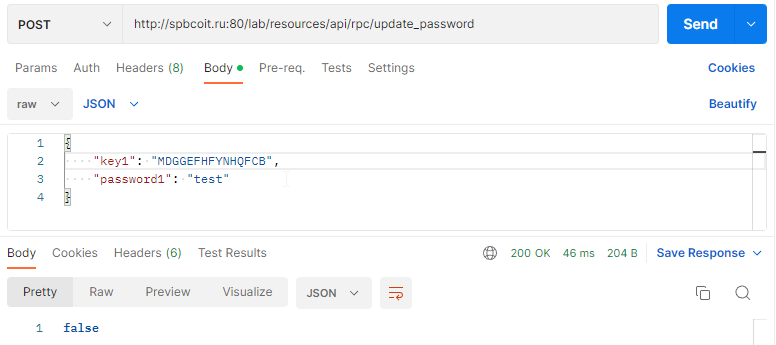 POST http://spbcoit.ru:80/lab/resources/api/rpc/update_password Send
Params Auth Headers (8) Body Pre-req. Tests Settings Cookies
raw JSON Beautify
1 {
2 "key1": "MDGGEFHFYNHQFCB",
3 "password1": "test"
4 }
Body Cookies Headers (6) Test Results 200 OK 46 ms 204 B Save Response
Pretty Raw Preview Visualize JSON
1 false